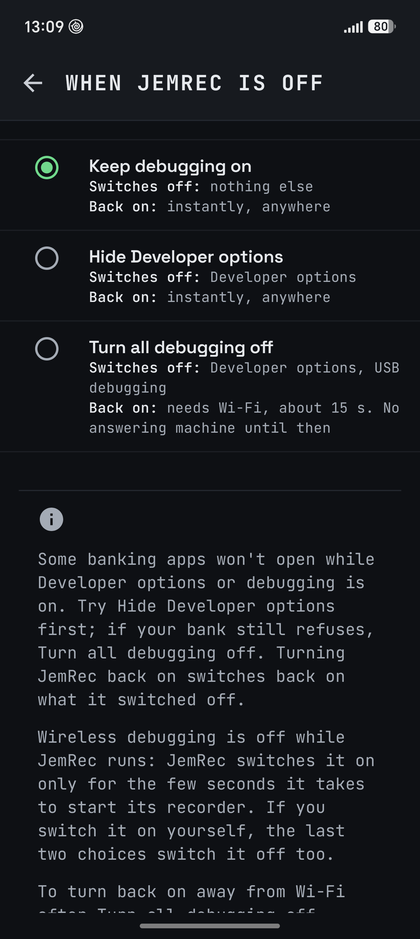 13:09
80
WHEN JEMREC IS OFF
Keep debugging on
Switches off: nothing else
Back on: instantly, anywhere
Hide Developer options
Switches off: Developer options
Back on: instantly, anywhere
Turn all debugging off
Switches off: Developer options, USB
debugging
Back on: needs Wi-Fi, about 15 s. No
answering machine until then
Some banking apps won't open while
Developer options or debugging is
on. Try Hide Developer options
first; if your bank still refuses,
Turn all debugging off. Turning
JemRec back on switches back on
what it switched off.
Wireless debugging is off while
JemRec runs: JemRec switches it on
only for the few seconds it takes
to start its recorder. If you
switch it on yourself, the last
two choices switch it off too.
To turn back on away from Wi-Fi
after Turn all debugging off